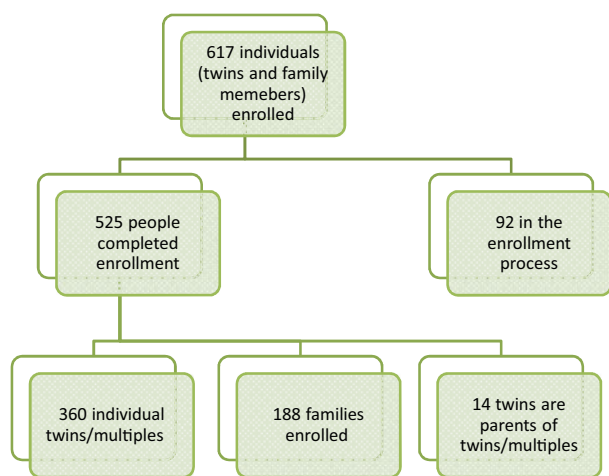 617 individuals
(twins and family
memebers)
enrolled
525 people
completed
enrollment
92 in the
enrollment
process
360 individual
twins/multiples
188 families
enrolled
14 twins are
parents of
twins/multiples